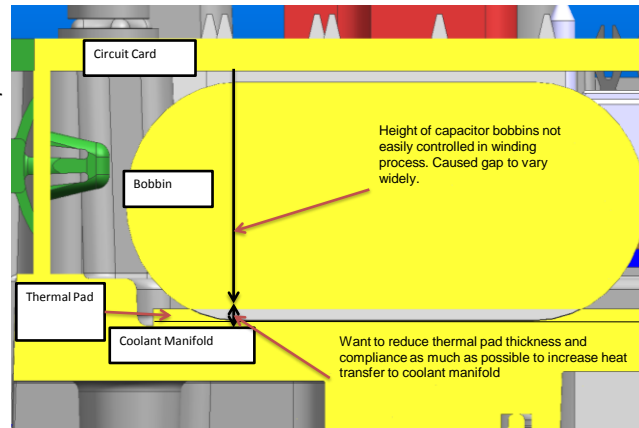 Circuit Card
Height of capacitor bobbins not
easily controlled in winding
process. Caused gap to vary
widely.
Bobbin
Thermal Pad
Coolant Manifold
Want to reduce thermal pad thickness and
compliance as much as possible to increase heat
transfer to coolant manifold